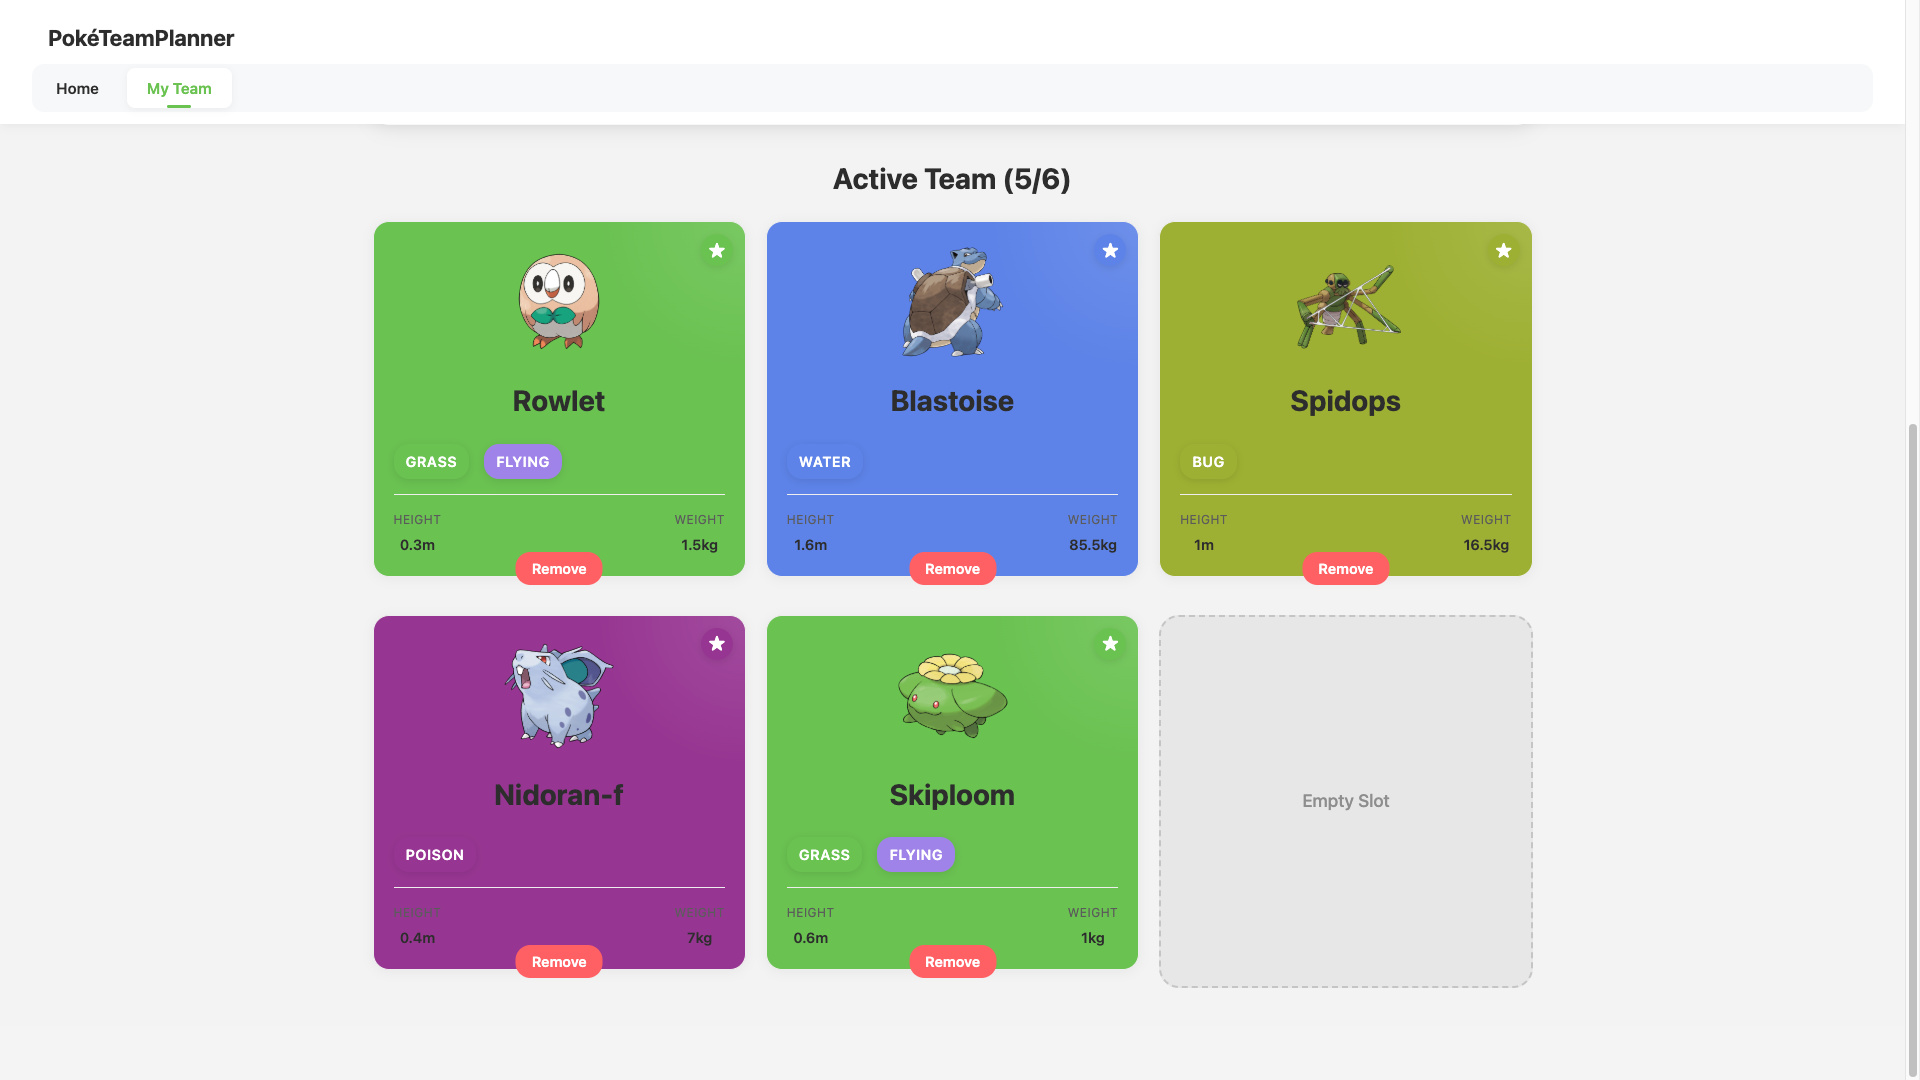 PokéTeamPlanner
Home
My Team
Active Team (5/6)
Rowlet
GRASS
FLYING
HEIGHT
WEIGHT
0.3m
1.5kg
Remove
Blastoise
WATER
HEIGHT
WEIGHT
1.6m
85.5kg
Remove
Spidops
BUG
HEIGHT
WEIGHT
1m
16.5kg
Remove
Nidoran-f
POISON
HEIGHT
WEIGHT
0.4m
7kg
Remove
Skiploom
GRASS
FLYING
HEIGHT
WEIGHT
0.6m
1kg
Remove
Empty Slot